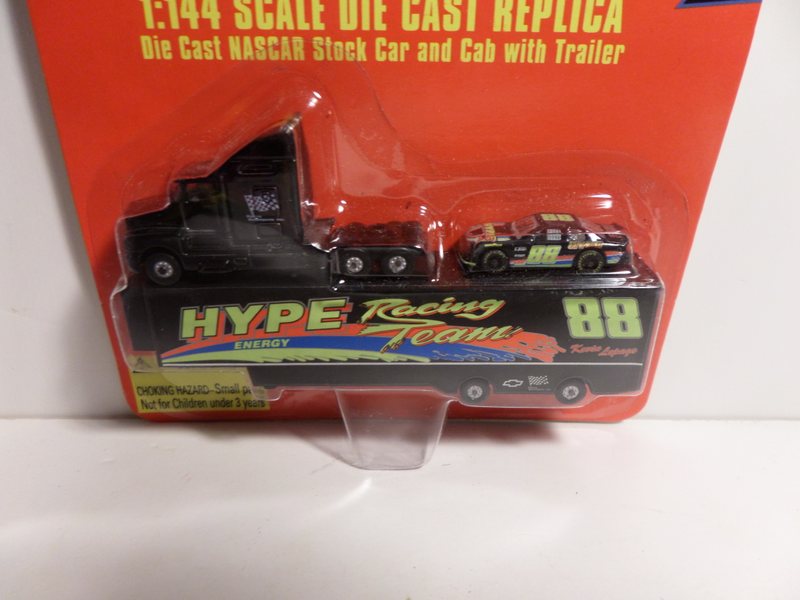 1:144 SCALE DIE CAST REPLICA
Die Cast NASCAR Stock Car and Cab with Trailer
88
88
HYPE Racing Team 88
ENERGY
Kevin Lepage
CHOKING HAZARD-Small
Not for Children under 3 years